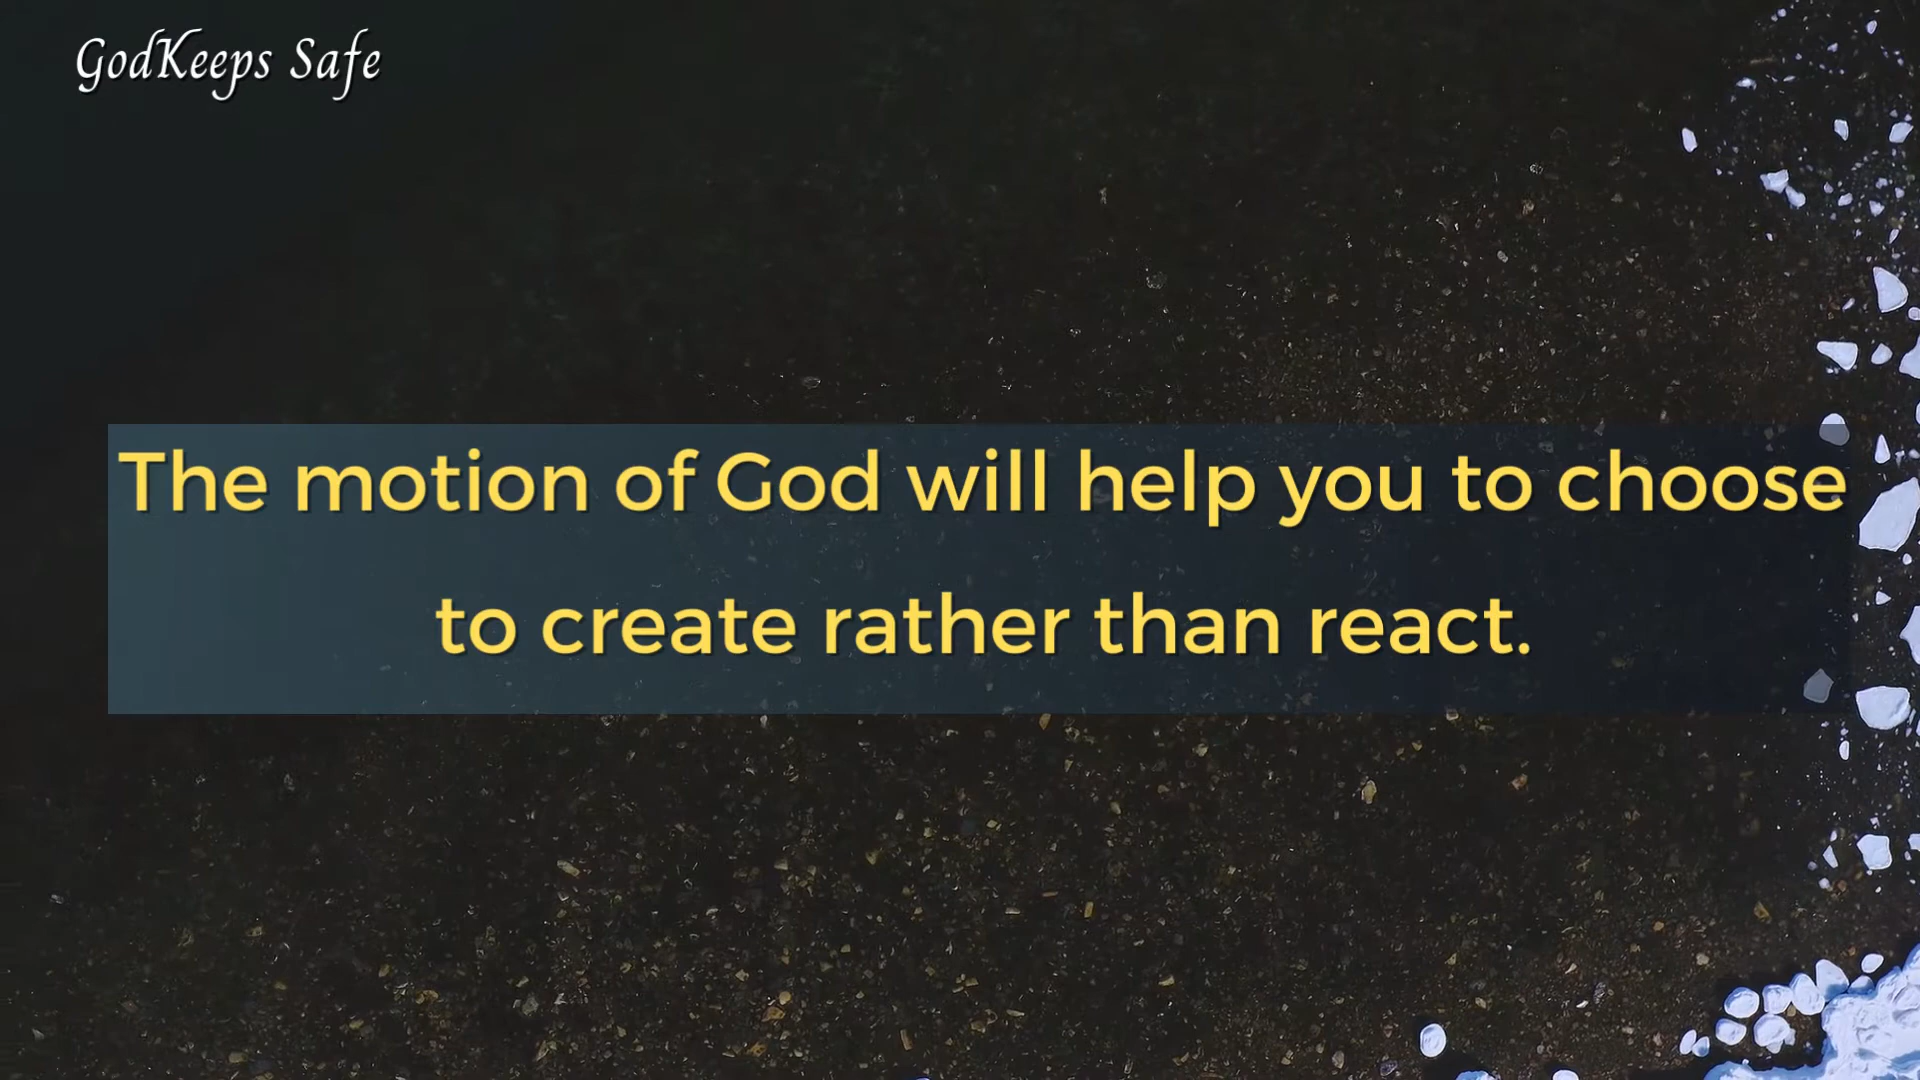 GodKeeps Safe
The motion of God will help you to choose
to create rather than react.